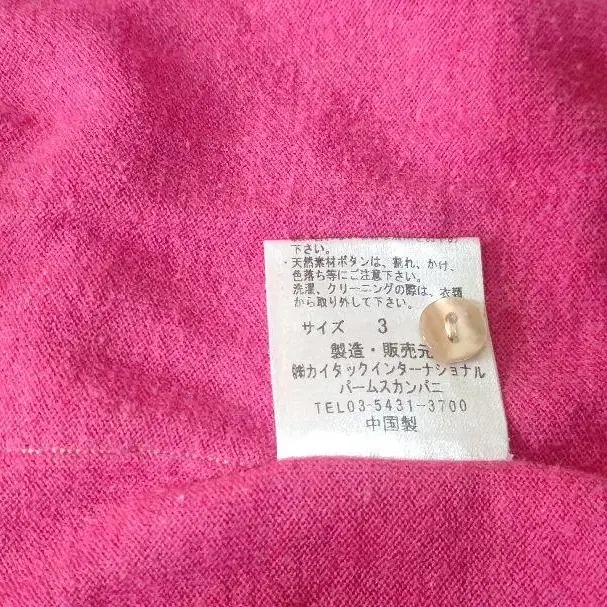 下さい。
・天然素材ボタンは、割れ、かけ、
色落ち等にご注意下さい。
洗濯、クリーニングの際は、衣類
から取り外して下さい。
サイズ 3
製造・販売元
㈱カイタックインターナショナル
パームスカンパニ
TEL03-5431-3700
中国製